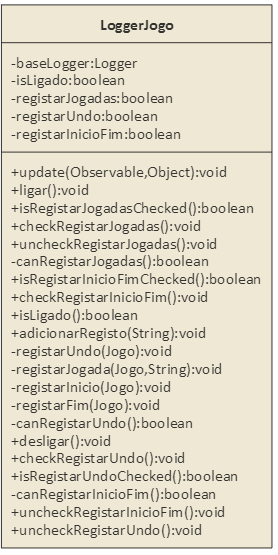 LoggerJogo
-baseLogger:Logger
-isLigado:boolean
-registarJogadas:boolean
-registarUndo:boolean
-registarInicioFim:boolean
+update(Observable,Object):void
+ligar():void
+isRegistarJogadasChecked():boolean
+checkRegistarJogadas():void
+uncheckRegistarJogadas():void
-canRegistarJogadas():boolean
+isRegistarInicioFimChecked():boolean
+checkRegistarInicioFim():void
+isLigado():boolean
+adicionarRegisto(String):void
-registarUndo(Jogo):void
-registarJogada(Jogo,String):void
-registarInicio(Jogo):void
-registarFim(Jogo):void
-canRegistarUndo():boolean
+desligar():void
+checkRegistarUndo():void
+isRegistarUndoChecked():boolean
-canRegistarInicioFim():boolean
+uncheckRegistarInicioFim():void
+uncheckRegistarUndo():void